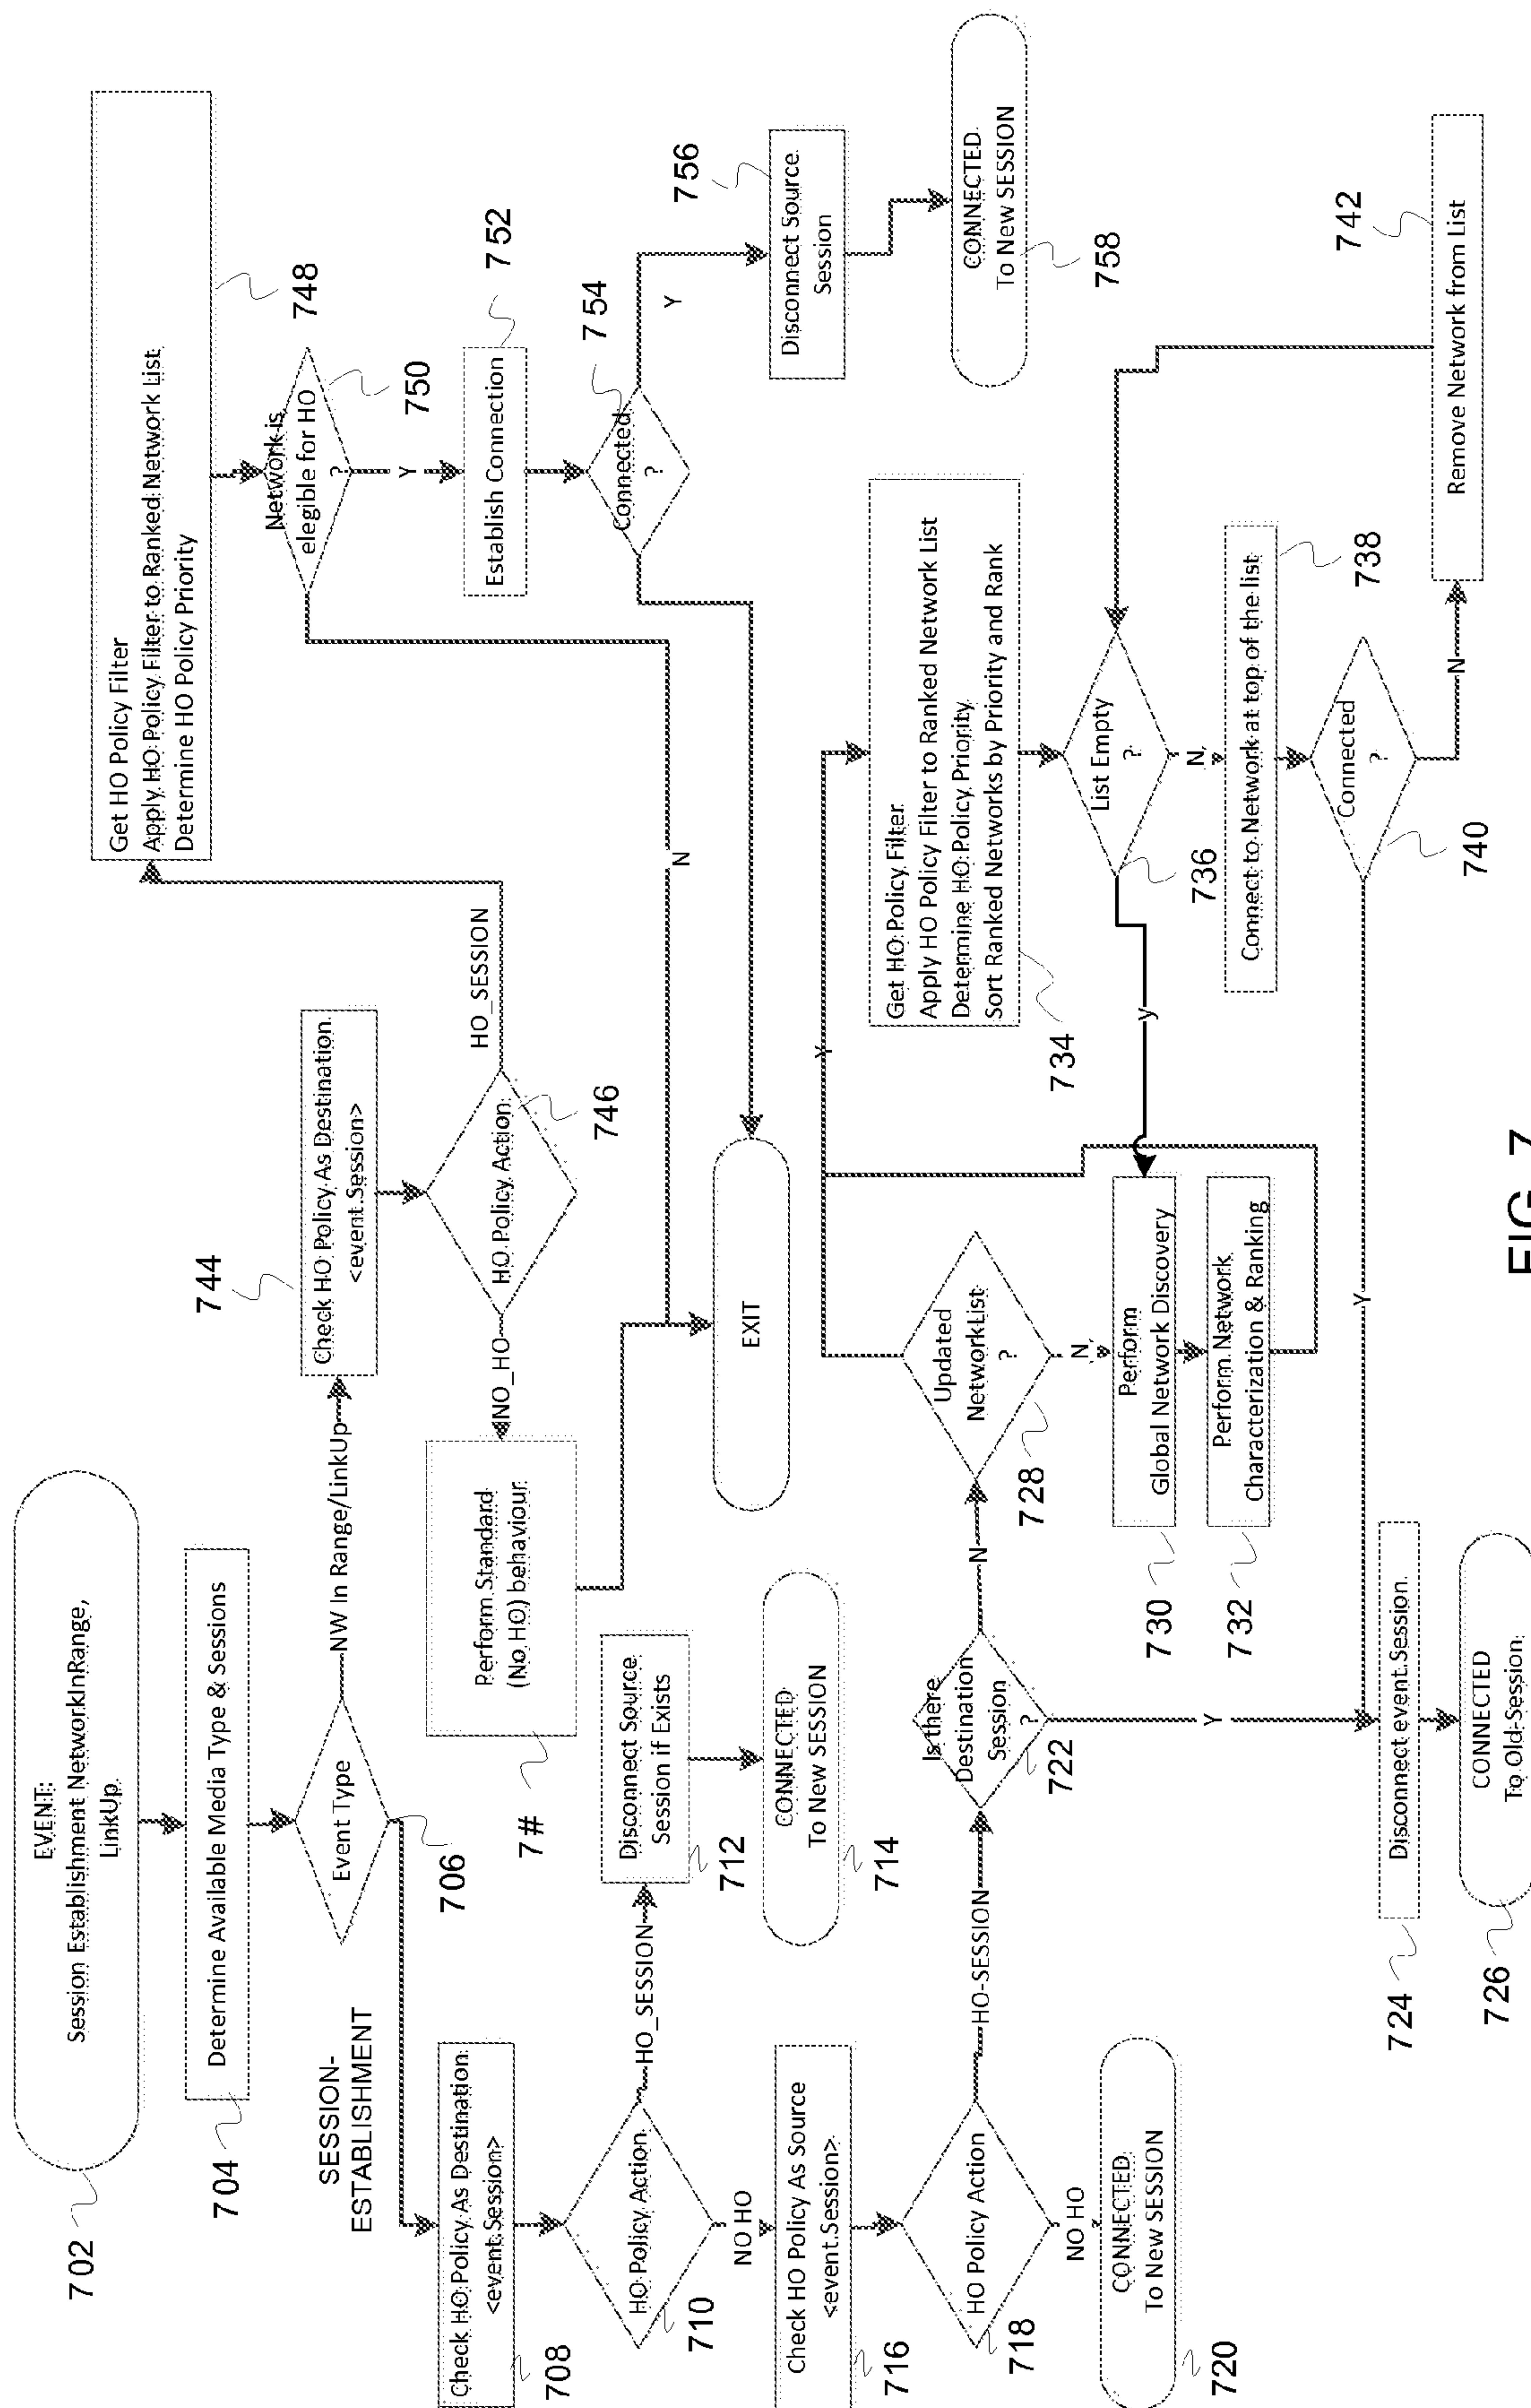 EVENT:
Session Establishment NetworkInRange,
LinkUp
702
Determine Available Media Type & Sessions
704
Event Type
706
SESSION-
ESTABLISHMENT
NW In Range/LinkUp
Check HO Policy As Destination
<event.Session>
708
HO Policy Action
710
HO_SESSION
Disconnect Source
Session if Exists
712
CONNECTED
To New SESSION
714
NO HO
Check HO Policy As Source
<event.Session>
716
HO Policy Action
718
NO HO
CONNECTED
To New SESSION
720
HO-SESSION
Is there
Destination
Session
?
722
Y
Disconnect event.Session
724
CONNECTED
To Old Session
726
N
Updated
NetworkList
?
728
N
Y
Perform
Global Network Discovery
730
Perform Network
Characterization & Ranking
732
Get HO Policy Filter
Apply HO Policy Filter to Ranked Network List
Determine HO Policy Priority
Sort Ranked Networks by Priority and Rank
734
List Empty
?
736
y
N
Connect to Network at top of the list
738
Connected
?
740
Y
N
Remove Network from List
742
Check HO Policy As Destination
<event.Session>
744
HO Policy Action
746
NO_HO
Perform Standard
(No HO) behaviour
7#
EXIT
HO_SESSION
Get HO Policy Filter
Apply HO Policy Filter to Ranked Network List
Determine HO Policy Priority
748
Network is
elegible for HO
?
750
N
Y
Establish Connection
752
Connected
?
754
Y
Disconnect Source
Session
756
CONNECTED
To New SESSION
758
FIG. 7